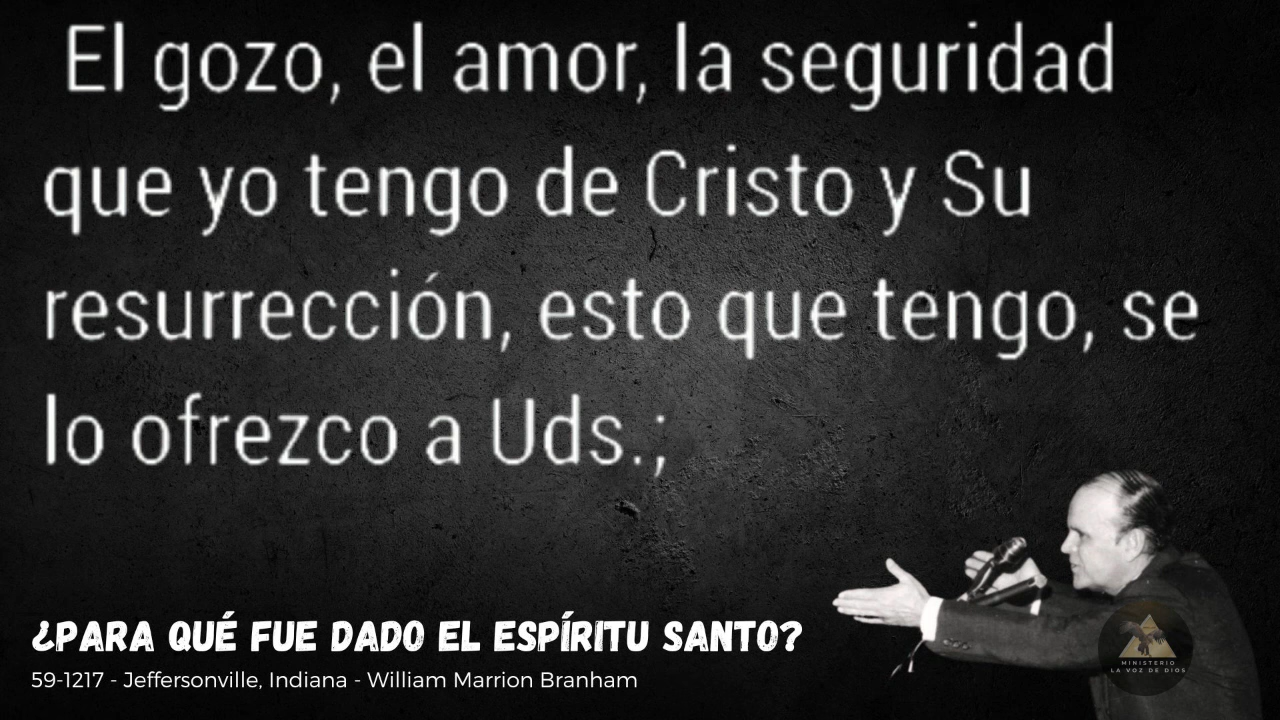 El gozo, el amor, la seguridad
que yo tengo de Cristo y Su
resurrección, esto que tengo, se
lo ofrezco a Uds.;
¿PARA QUÉ FUE DADO EL ESPÍRITU SANTO?
59-1217 - Jeffersonville, Indiana - William Marrion Branham
MINISTERIO
LA VOZ DE DIOS